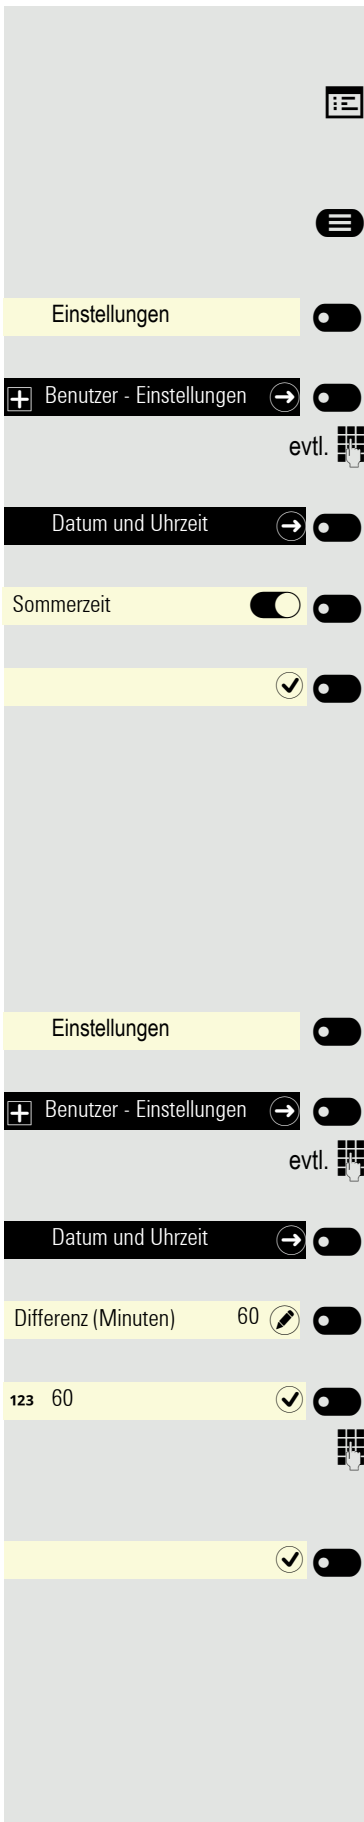 Einstellungen
Benutzer - Einstellungen
evtl.
Datum und Uhrzeit
Sommerzeit
Einstellungen
Benutzer - Einstellungen
evtl.
Datum und Uhrzeit
Differenz (Minuten) 60
123 60